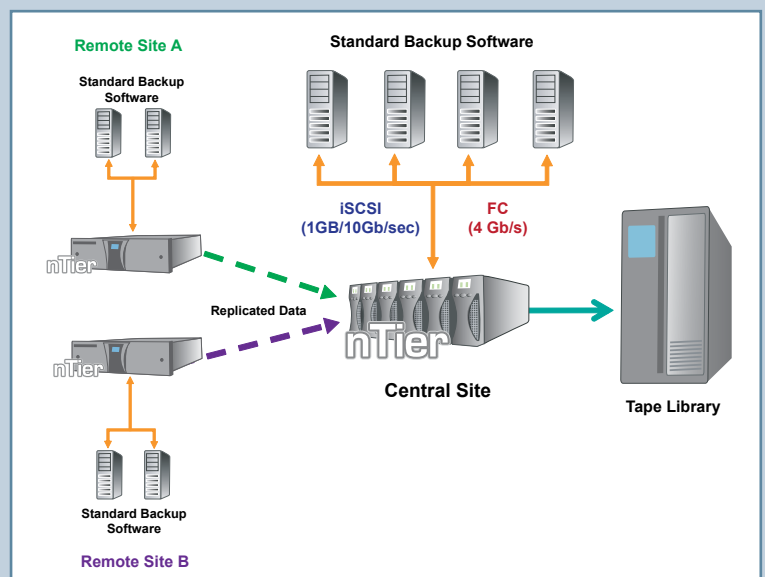 Remote Site A
Standard Backup
Software
nTier
Replicated Data
nTier
Standard Backup
Software
Remote Site B
Standard Backup Software
iSCSI
(1GB/10Gb/sec)
FC
(4 Gb/s)
nTier
Central Site
Tape Library